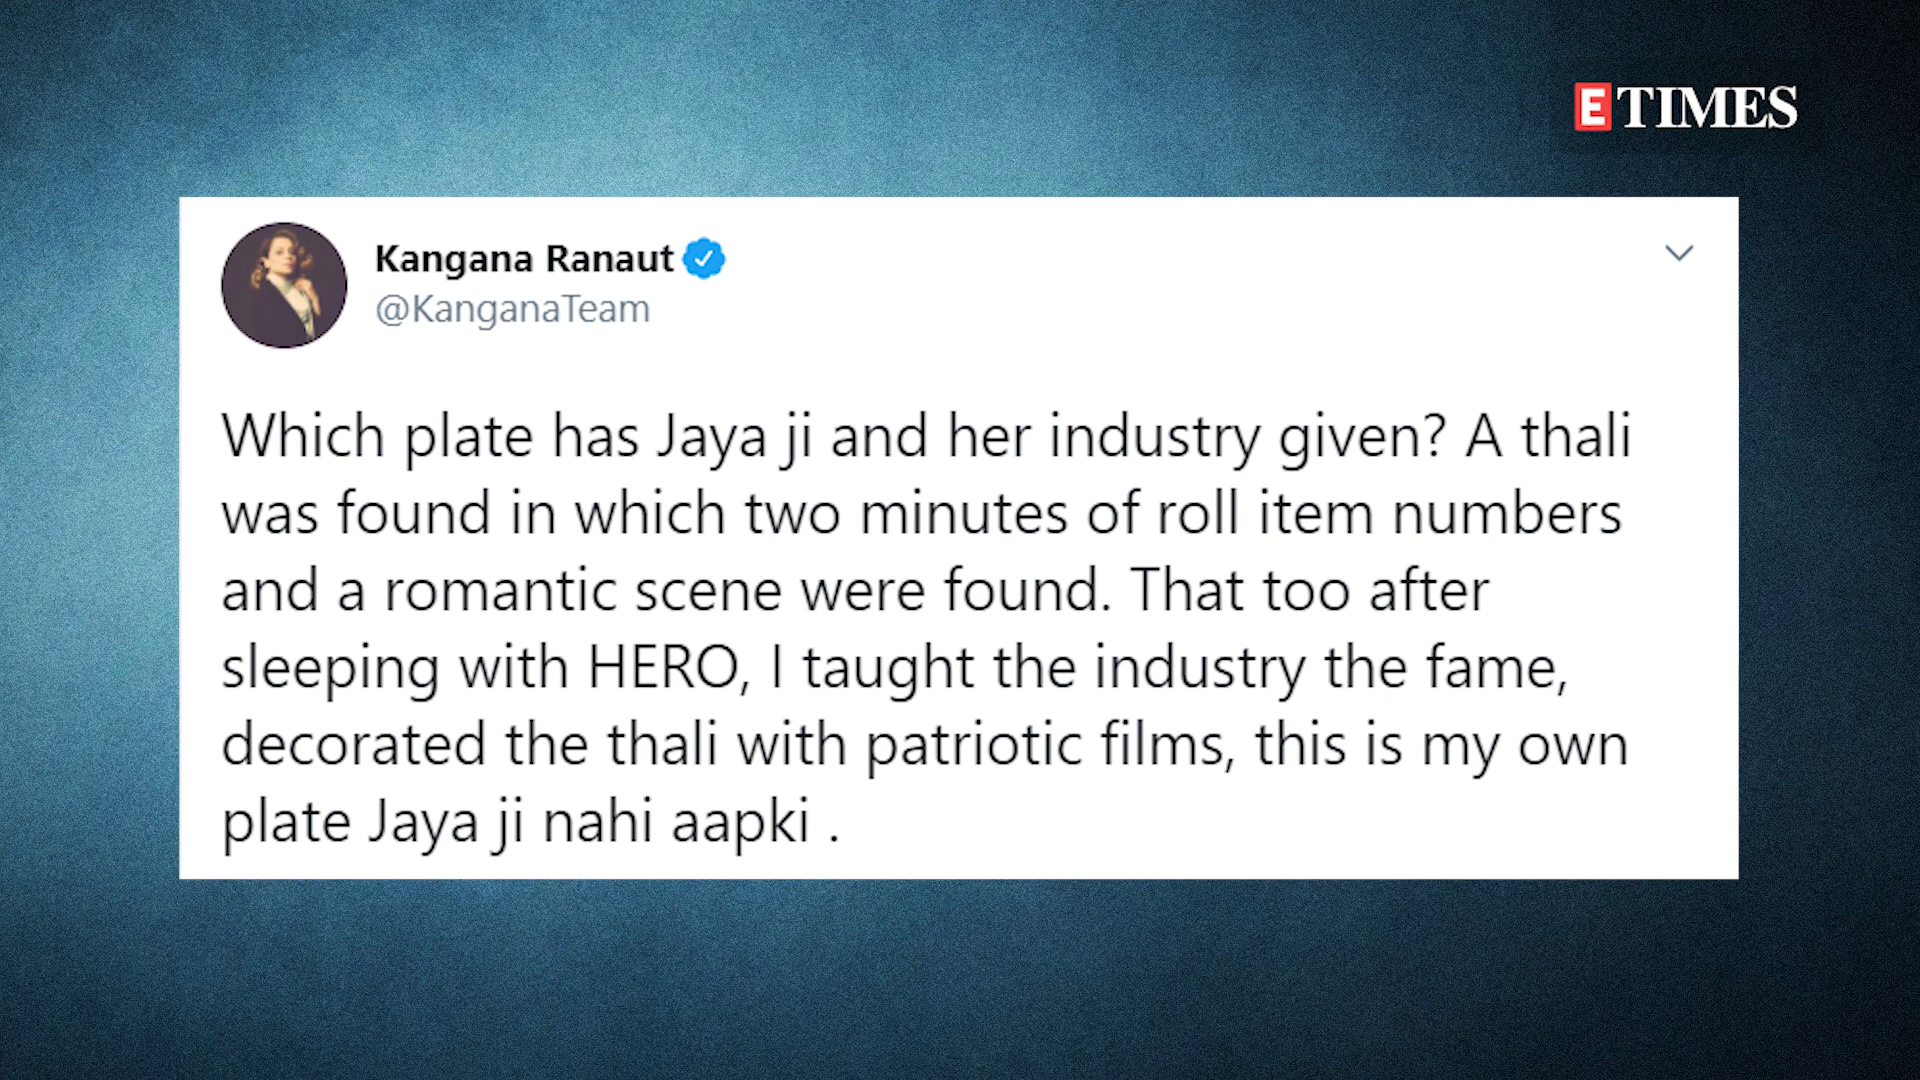 E TIMES
Kangana Ranaut
@KanganaTeam
Which plate has Jaya ji and her industry given? A thali
was found in which two minutes of roll item numbers
and a romantic scene were found. That too after
sleeping with HERO, I taught the industry the fame,
decorated the thali with patriotic films, this is my own
plate Jaya ji nahi aapki .